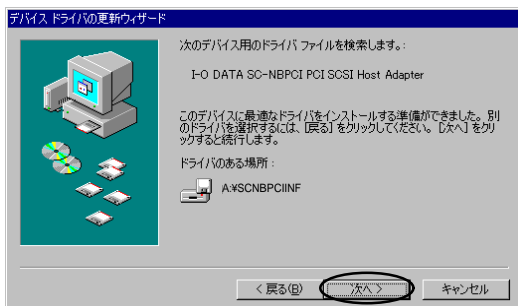 デバイス ドライバの更新ウィザード
次のデバイス用のドライバ ファイルを検索します。:
I-O DATA SC-NBPCI PCI SCSI Host Adapter
このデバイスに最適なドライバをインストールする準備ができました。別
のドライバを選択するには、[戻る] をクリックしてください。[次へ] をクリ
ックすると続行します。
ドライバのある場所:
A:¥SCNBPCIINF
< 戻る(B)
次へ >
キャンセル